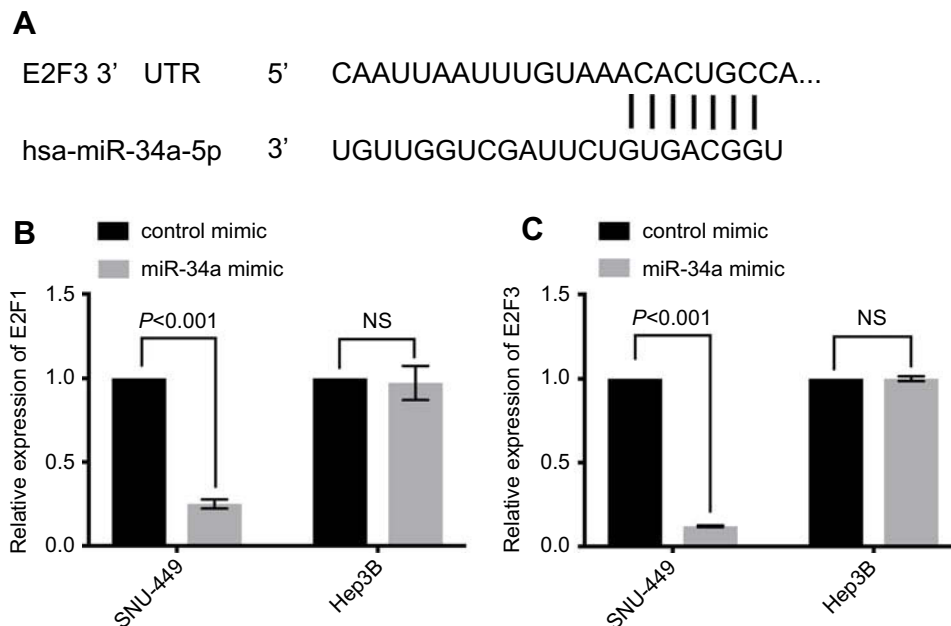 A
E2F3 3’ UTR 5’ CAAUUAAUUUGUAAACACUGCCA...
hsa-miR-34a-5p 3’ UGUUGGUCGAUUCUGUGACGGU
B
control mimic
miR-34a mimic
Relative expression of E2F1
1.5
1.0
0.5
0.0
P<0.001
NS
SNU-449
Hep3B
C
control mimic
miR-34a mimic
Relative expression of E2F3
1.5
1.0
0.5
0.0
P<0.001
NS
SNU-449
Hep3B